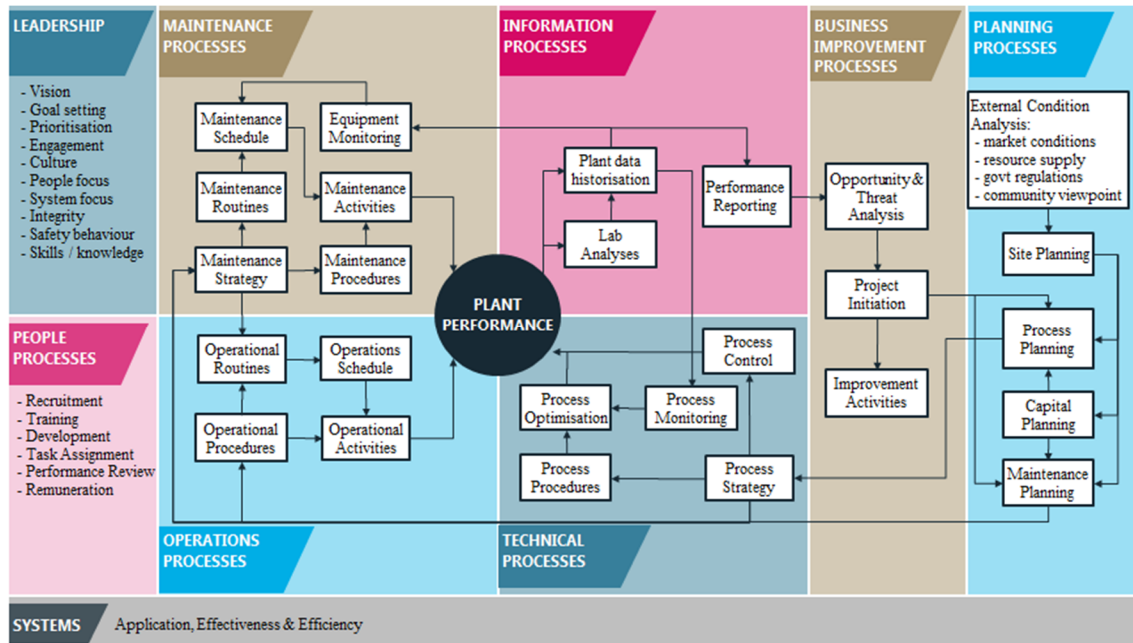 LEADERSHIP
- Vision
- Goal setting
- Prioritisation
- Engagement
- Culture
- People focus
- System focus
- Integrity
- Safety behaviour
- Skills / knowledge
PEOPLE
PROCESSES
- Recruitment
- Training
- Development
- Task Assignment
- Performance Review
- Remuneration
MAINTENANCE
PROCESSES
Maintenance
Schedule
Equipment
Monitoring
Maintenance
Routines
Maintenance
Activities
Maintenance
Strategy
Maintenance
Procedures
PLANT
PERFORMANCE
Operational
Routines
Operations
Schedule
Operational
Procedures
Operational
Activities
OPERATIONS
PROCESSES
INFORMATION
PROCESSES
Plant data
historisation
Performance
Reporting
Lab
Analyses
Process
Control
Process
Optimisation
Process
Monitoring
Process
Procedures
Process
Strategy
TECHNICAL
PROCESSES
BUSINESS
IMPROVEMENT
PROCESSES
Opportunity &
Threat
Analysis
Project
Initiation
Improvement
Activities
PLANNING
PROCESSES
External Condition
Analysis:
- market conditions
- resource supply
- govt regulations
- community viewpoint
Site Planning
Process
Planning
Capital
Planning
Maintenance
Planning
SYSTEMS
Application, Effectiveness & Efficiency